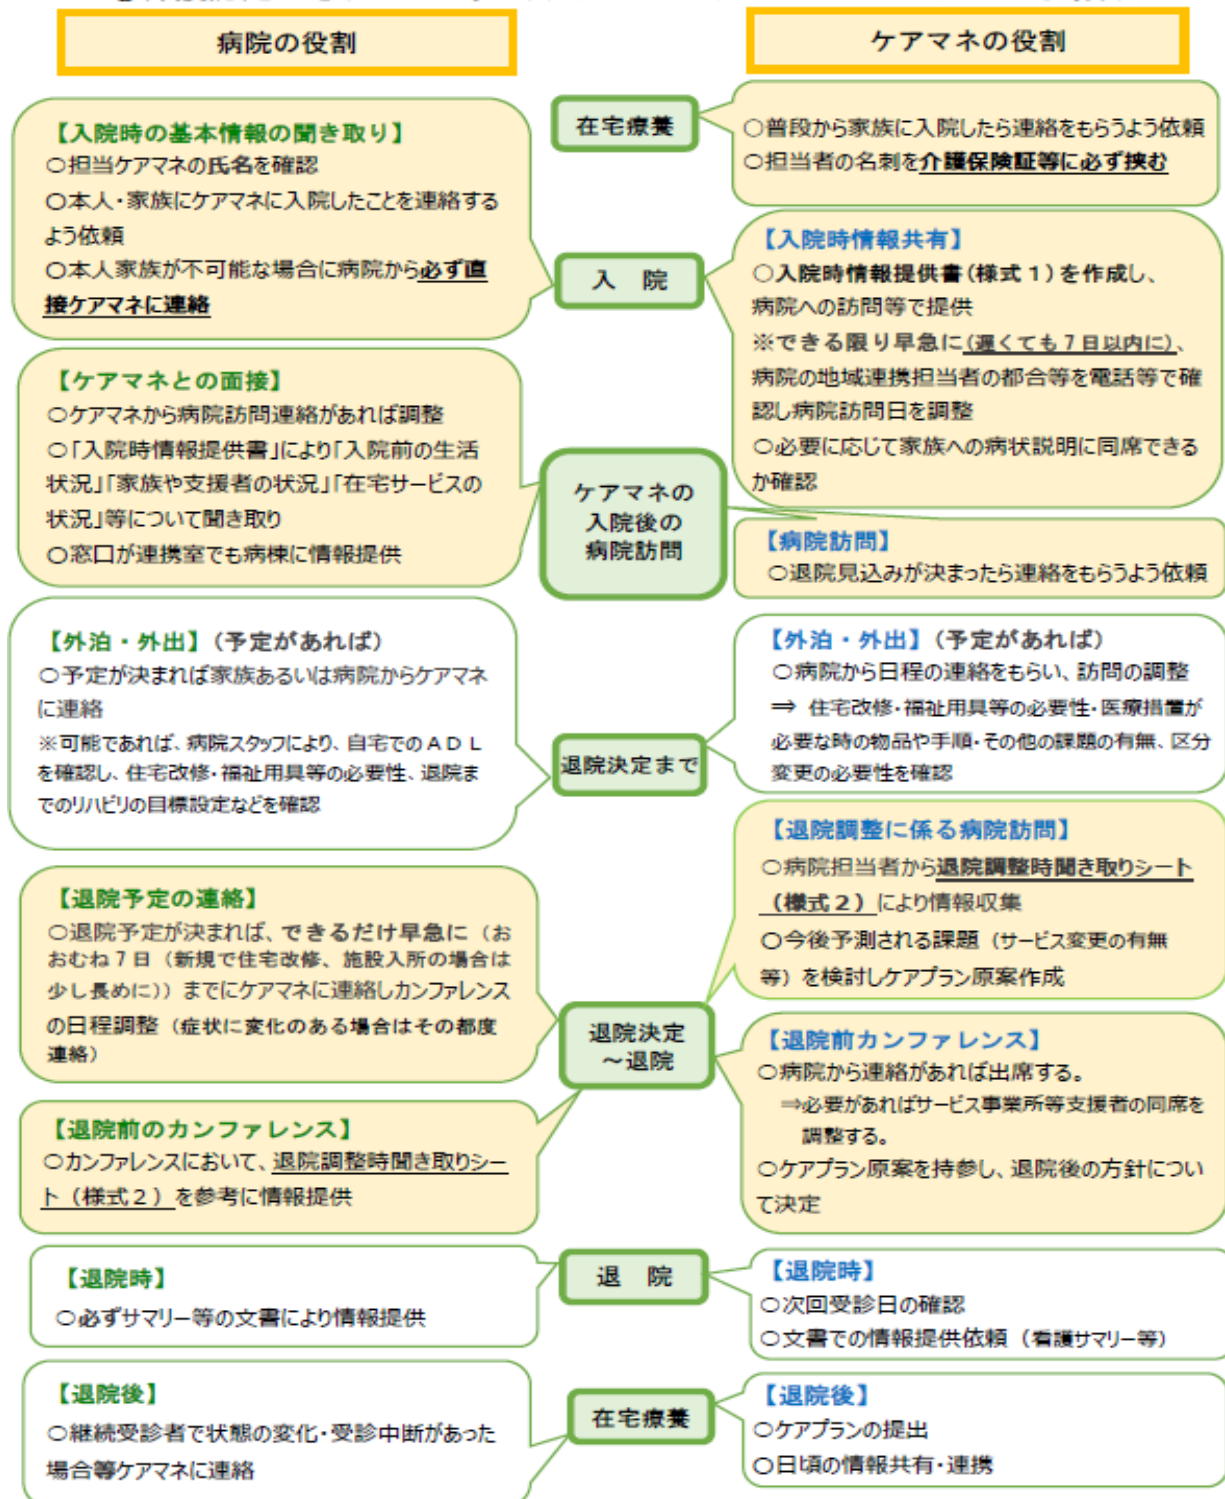 病院の役割
ケアマネの役割
在宅療養
○普段から家族に入院したら連絡をもらうよう依頼
○担当者の名刺を介護保険証等に必ず挟む
【入院時の基本情報の聞き取り】
○担当ケアマネの氏名を確認
○本人・家族にケアマネに入院したことを連絡する
よう依頼
○本人家族が不可能な場合に病院から必ず直
接ケアマネに連絡
入 院
【入院時情報共有】
○入院時情報提供書(様式1)を作成し、
病院への訪問等で提供
※できる限り早急に(遅くても7日以内に)、
病院の地域連携担当者の都合等を電話等で確
認し病院訪問日を調整
○必要に応じて家族への病状説明に同席できる
か確認
【ケアマネとの面接】
○ケアマネから病院訪問連絡があれば調整
○「入院時情報提供書」により「入院前の生活
状況」「家族や支援者の状況」「在宅サービスの
状況」等について聞き取り
○窓口が連携室でも病棟に情報提供
ケアマネの
入院後の
病院訪問
【病院訪問】
○退院見込みが決まったら連絡をもらうよう依頼
【外泊・外出】(予定があれば)
○予定が決まれば家族あるいは病院からケアマネ
に連絡
※可能であれば、病院スタッフにより、自宅でのADL
を確認し、住宅改修・福祉用具等の必要性、退院ま
でのリハビリの目標設定などを確認
退院決定まで
【外泊・外出】(予定があれば)
○病院から日程の連絡をもらい、訪問の調整
⇒ 住宅改修・福祉用具等の必要性・医療措置が
必要な時の物品や手順・その他の課題の有無、区分
変更の必要性を確認
【退院調整に係る病院訪問】
○病院担当者から退院調整時聞き取りシート
(様式2)により情報収集
○今後予測される課題(サービス変更の有無
等)を検討しケアプラン原案作成
【退院予定の連絡】
○退院予定が決まれば、できるだけ早急に(お
おむね7日(新規で住宅改修、施設入所の場合は
少し長めに))までにケアマネに連絡しカンファレンス
の日程調整(症状に変化のある場合はその都度
連絡)
退院決定
～退院
【退院前カンファレンス】
○病院から連絡があれば出席する。
⇒必要があればサービス事業所等支援者の同席を
調整する。
○ケアプラン原案を持参し、退院後の方針につい
て決定
【退院前のカンファレンス】
○カンファレンスにおいて、退院調整時聞き取りシー
ト(様式2)を参考に情報提供
【退院時】
○必ずサマリー等の文書により情報提供
退 院
【退院時】
○次回受診日の確認
○文書での情報提供依頼(看護サマリー等)
【退院後】
○継続受診者で状態の変化・受診中断があった
場合等ケアマネに連絡
在宅療養
【退院後】
○ケアプランの提出
○日頃の情報共有・連携